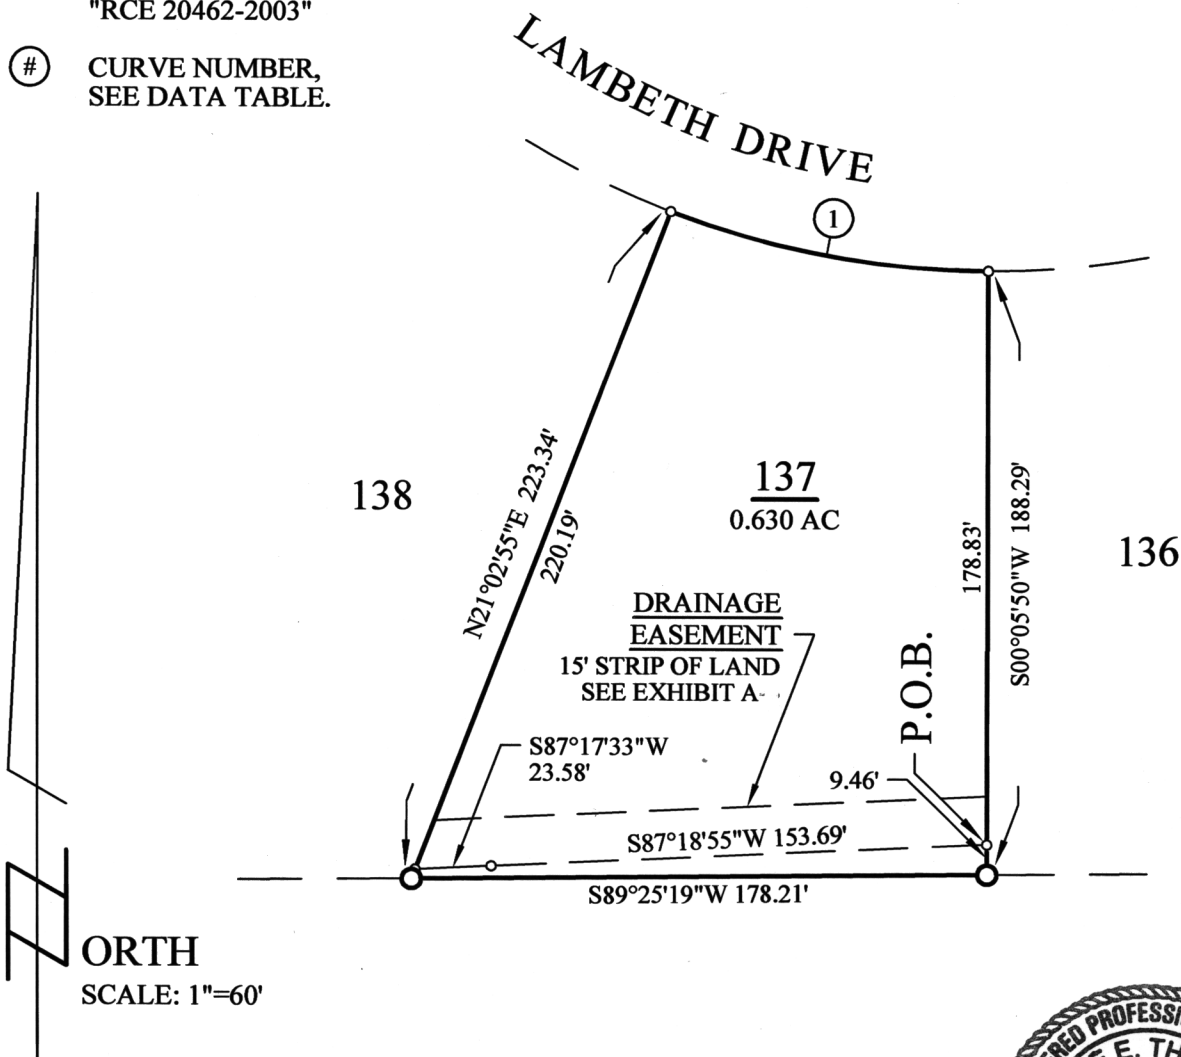 "RCE 20462-2003"
# CURVE NUMBER,
SEE DATA TABLE.
LAMBETH DRIVE
1
138
N21°02'55"E 223.34'
220.19'
137
0.630 AC
178.83'
S00°05'50"W 188.29'
136
DRAINAGE
EASEMENT
15' STRIP OF LAND
SEE EXHIBIT A
P.O.B.
S87°17'33"W
23.58'
9.46'
S87°18'55"W 153.69'
S89°25'19"W 178.21'
NORTH
SCALE: 1"=60'